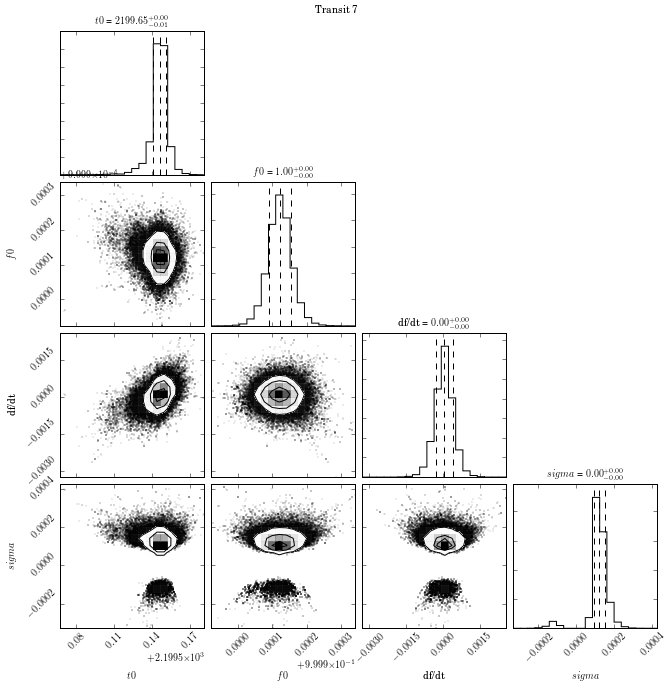 Transit 7
t0 = 2199.65 +0.00 −0.01
f0 = 1.00 +0.00 −0.00
0.0003
0.0002
0.0001
0.0000
f0
df/dt = 0.00 +0.00 −0.00
0.0015
0.0000
−0.0015
−0.0030
df/dt
sigma = 0.00 +0.00 −0.00
0.0004
0.0002
0.0000
−0.0002
sigma
0.08 0.11 0.14 0.17
+2.1995×10³
t0
0.0000 0.0001 0.0002 0.0003
+9.999×10⁻¹
f0
−0.0030 −0.0015 0.0000 0.0015
df/dt
−0.0002 0.0000 0.0002 0.0004
sigma